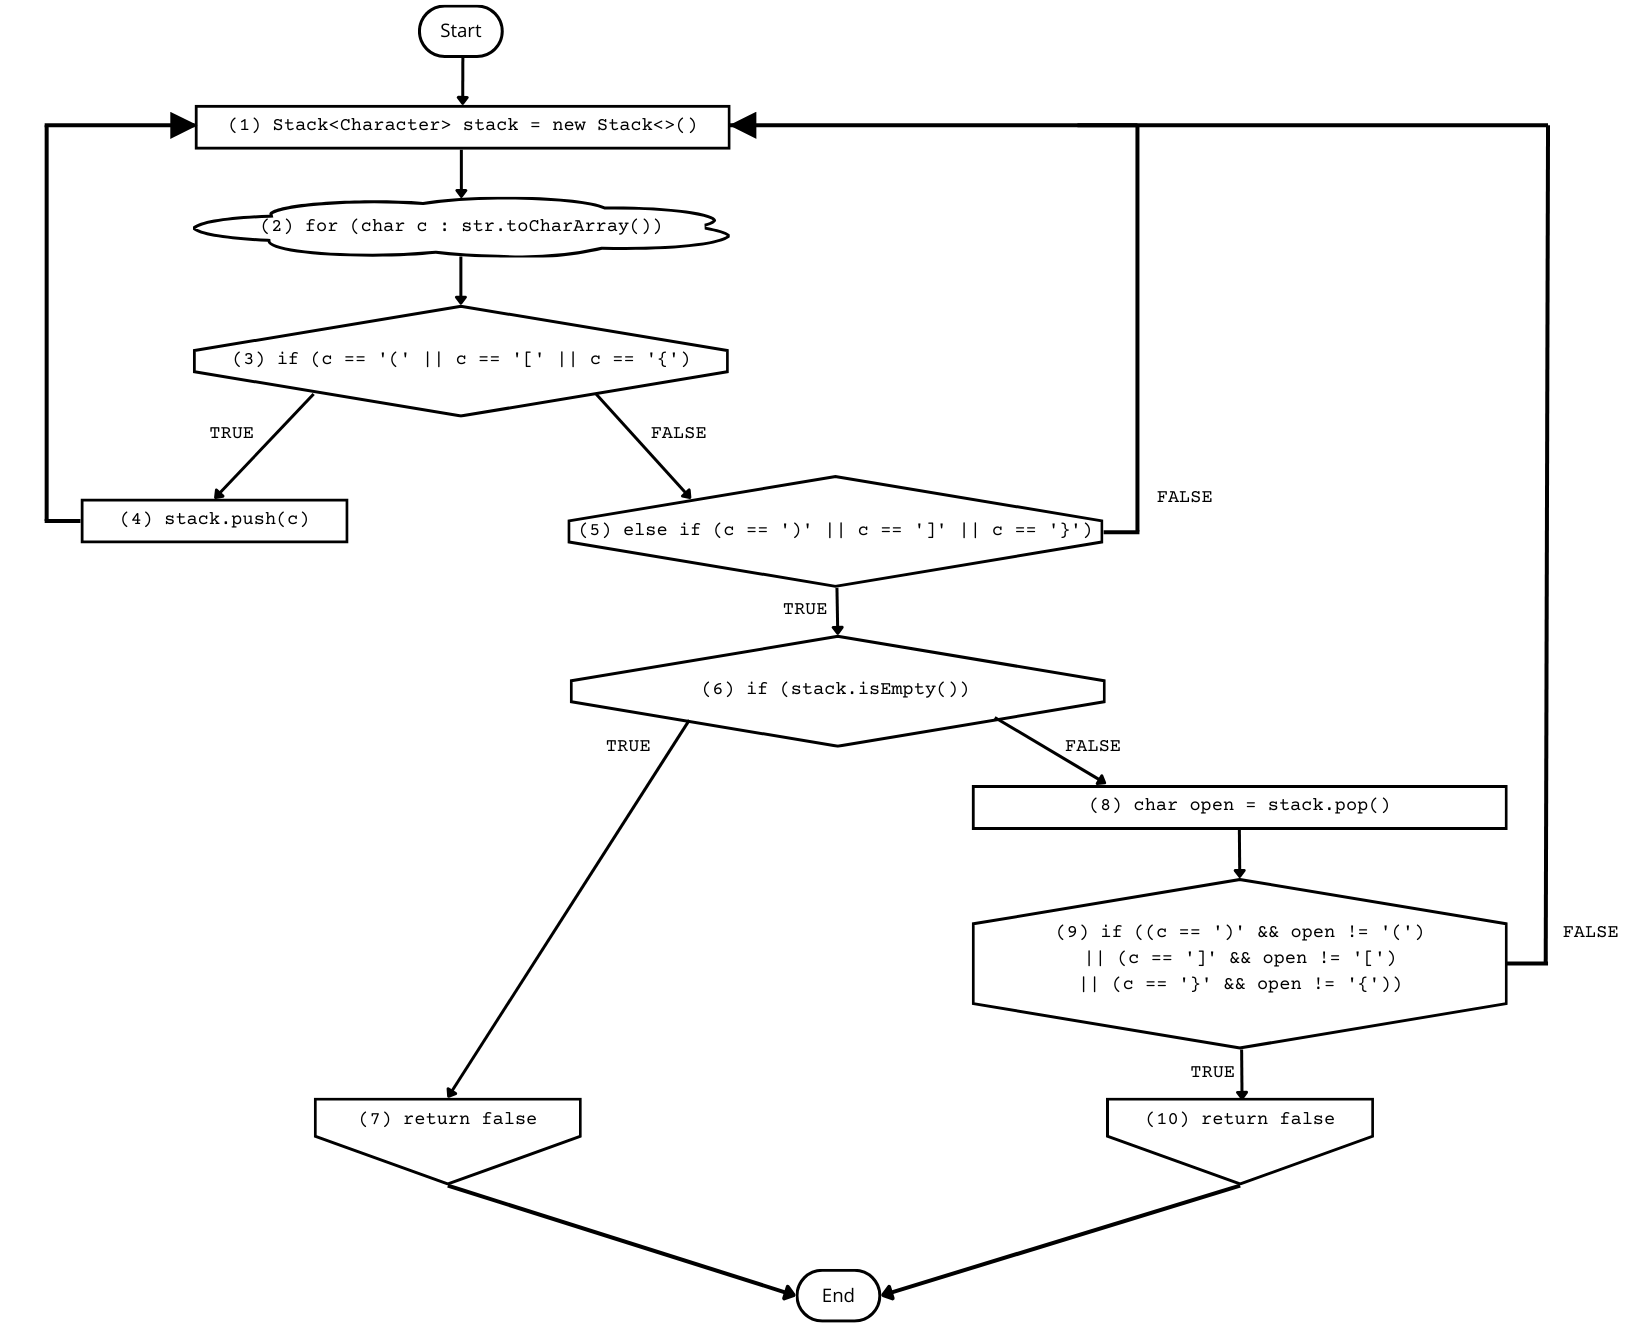 Start
(1) Stack<Character> stack = new Stack<>()
(2) for (char c : str.toCharArray())
(3) if (c == '(' || c == '[' || c == '{')
TRUE
FALSE
(4) stack.push(c)
FALSE
(5) else if (c == ')' || c == ']' || c == '}')
TRUE
(6) if (stack.isEmpty())
TRUE
FALSE
(8) char open = stack.pop()
(9) if ((c == ')' && open != '(')
|| (c == ']' && open != '[')
|| (c == '}' && open != '{'))
FALSE
TRUE
(7) return false
(10) return false
End